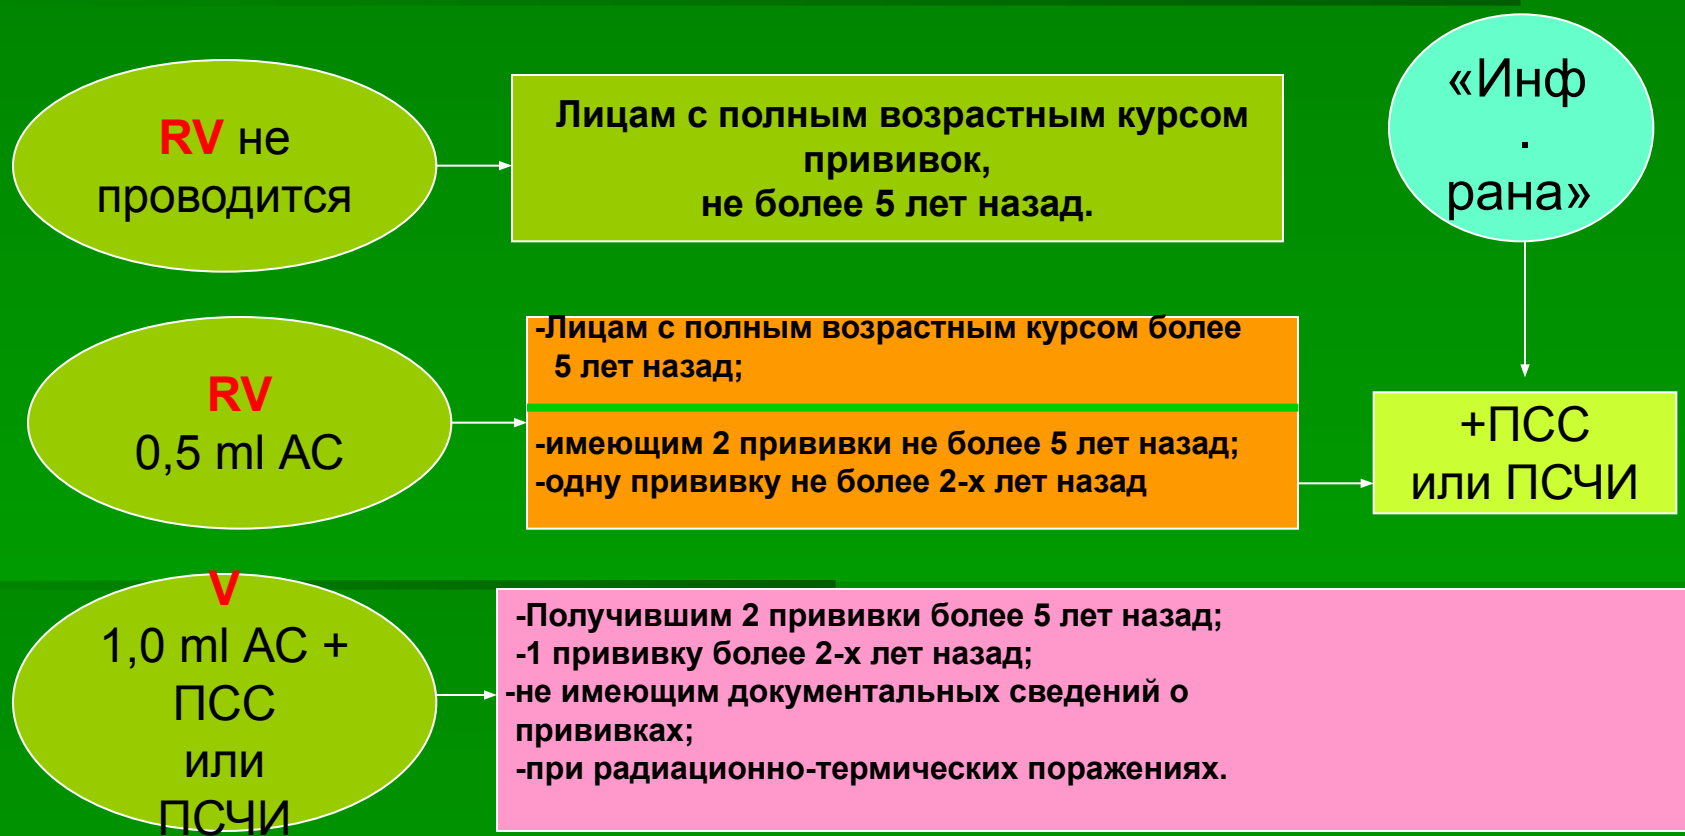 RV не
проводится
Лицам с полным возрастным курсом
прививок,
не более 5 лет назад.
«Инф
.
рана»
RV
0,5 ml АС
-Лицам с полным возрастным курсом более
5 лет назад;
-имеющим 2 прививки не более 5 лет назад;
-одну прививку не более 2-х лет назад
+ПСС
или ПСЧИ
V
1,0 ml АС +
ПСС
или
ПСЧИ
-Получившим 2 прививки более 5 лет назад;
-1 прививку более 2-х лет назад;
-не имеющим документальных сведений о
прививках;
-при радиационно-термических поражениях.